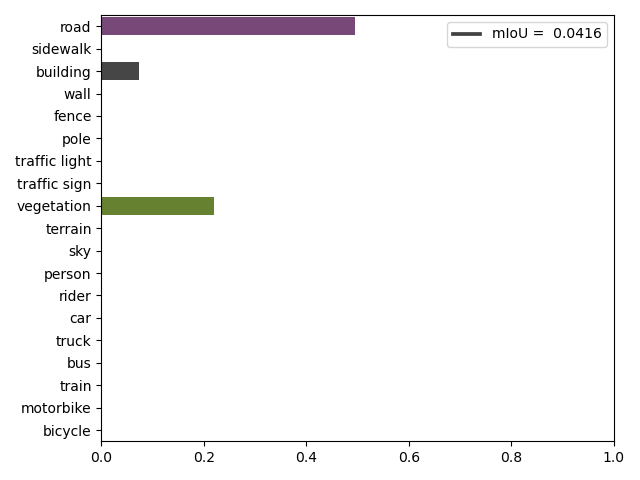 road
mIoU =  0.0416
sidewalk
building
wall
fence
pole
traffic light
traffic sign
vegetation
terrain
sky
person
rider
car
truck
bus
train
motorbike
bicycle
0.0 0.2 0.4 0.6 0.8 1.0